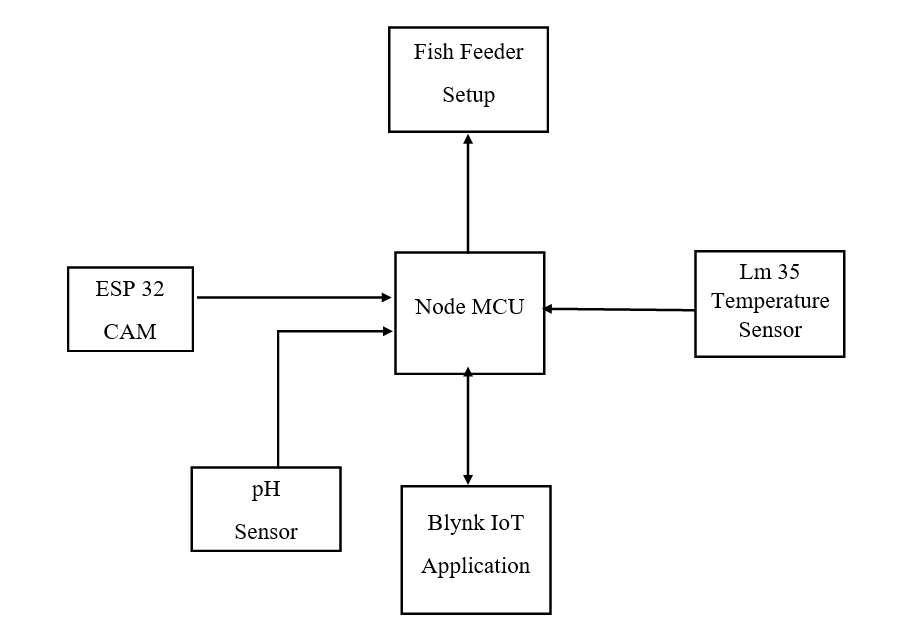 Fish Feeder
Setup
ESP 32
CAM
Node MCU
Lm 35
Temperature
Sensor
pH
Sensor
Blynk IoT
Application